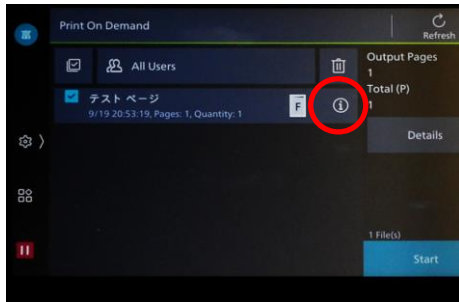 Print On Demand
Refresh
All Users
Output Pages
1
Total (P)
1
テスト ページ
9/19 20:53:19, Pages: 1, Quantity: 1
F
Details
1 File(s)
Start